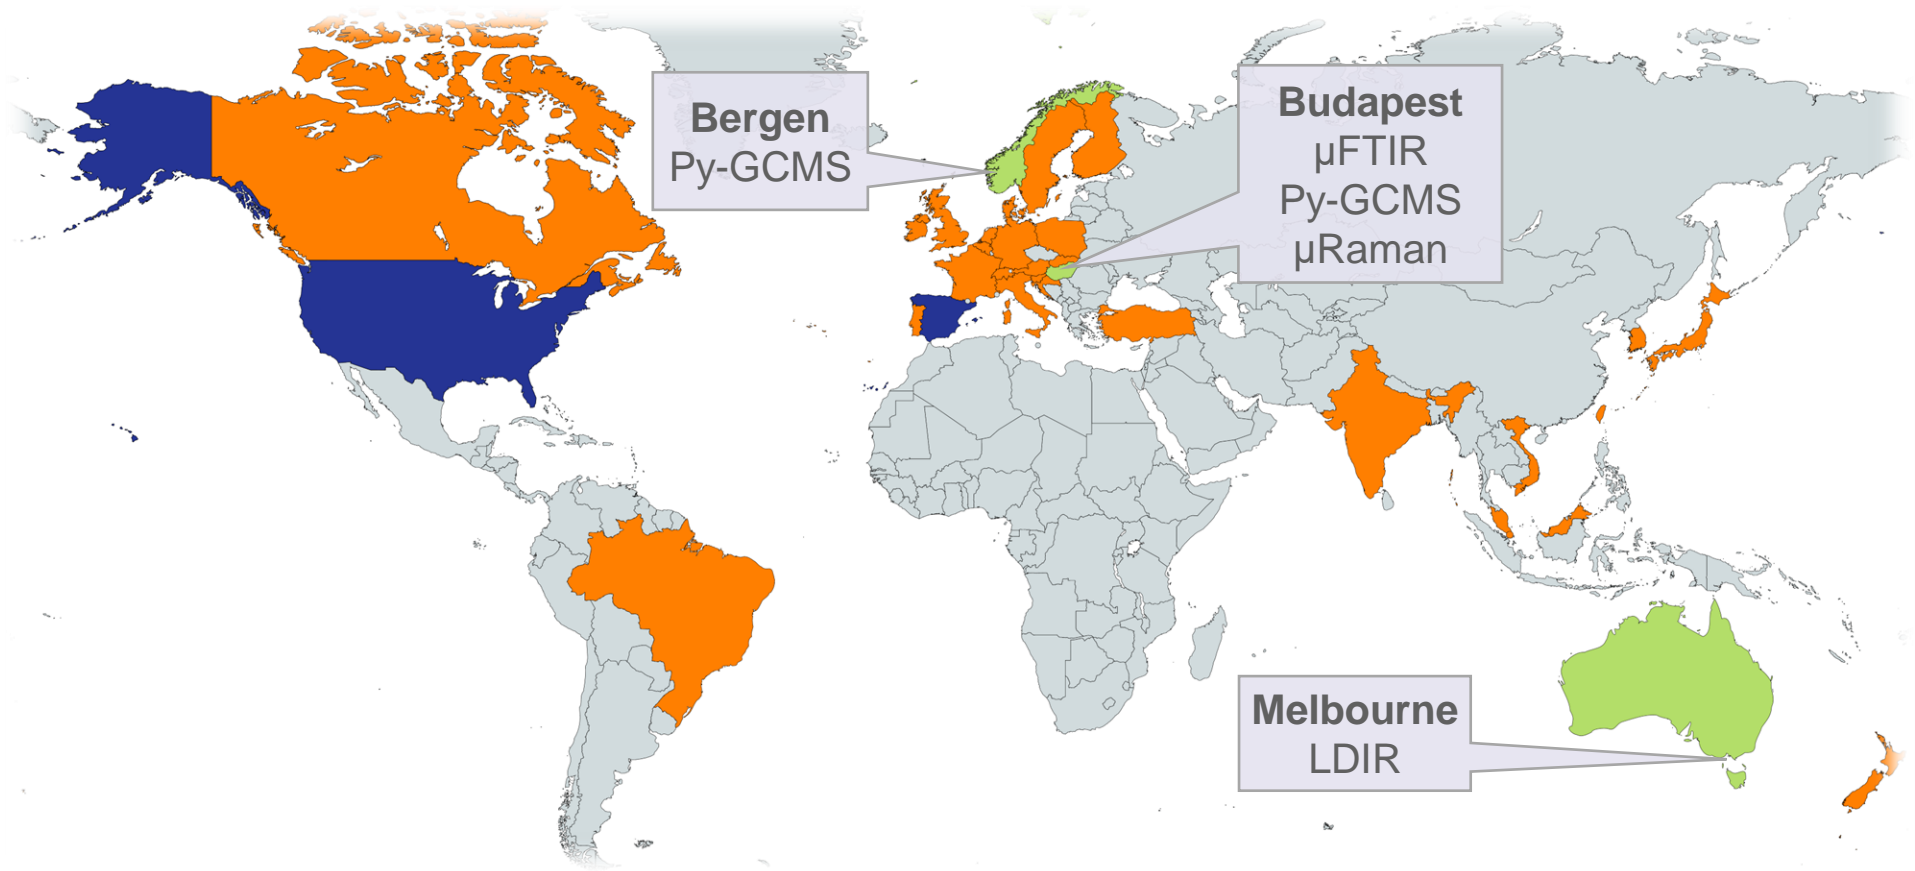 Bergen
Py-GCMS
Budapest
µFTIR
Py-GCMS
µRaman
Melbourne
LDIR